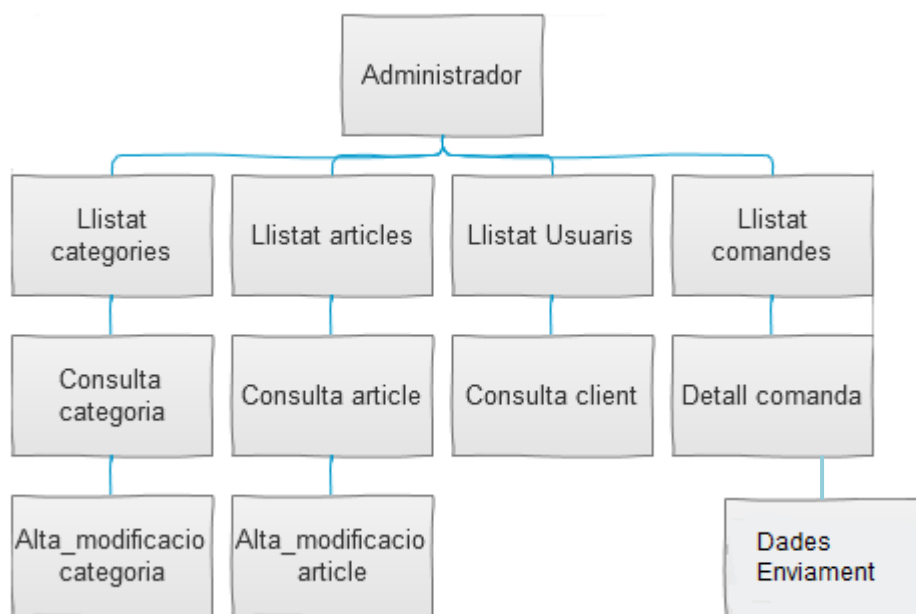 Administrador
Llistat
categories
Llistat articles
Llistat Usuaris
Llistat
comandes
Consulta
categoria
Consulta article
Consulta client
Detall comanda
Alta_modificacio
categoria
Alta_modificacio
article
Dades
Enviament